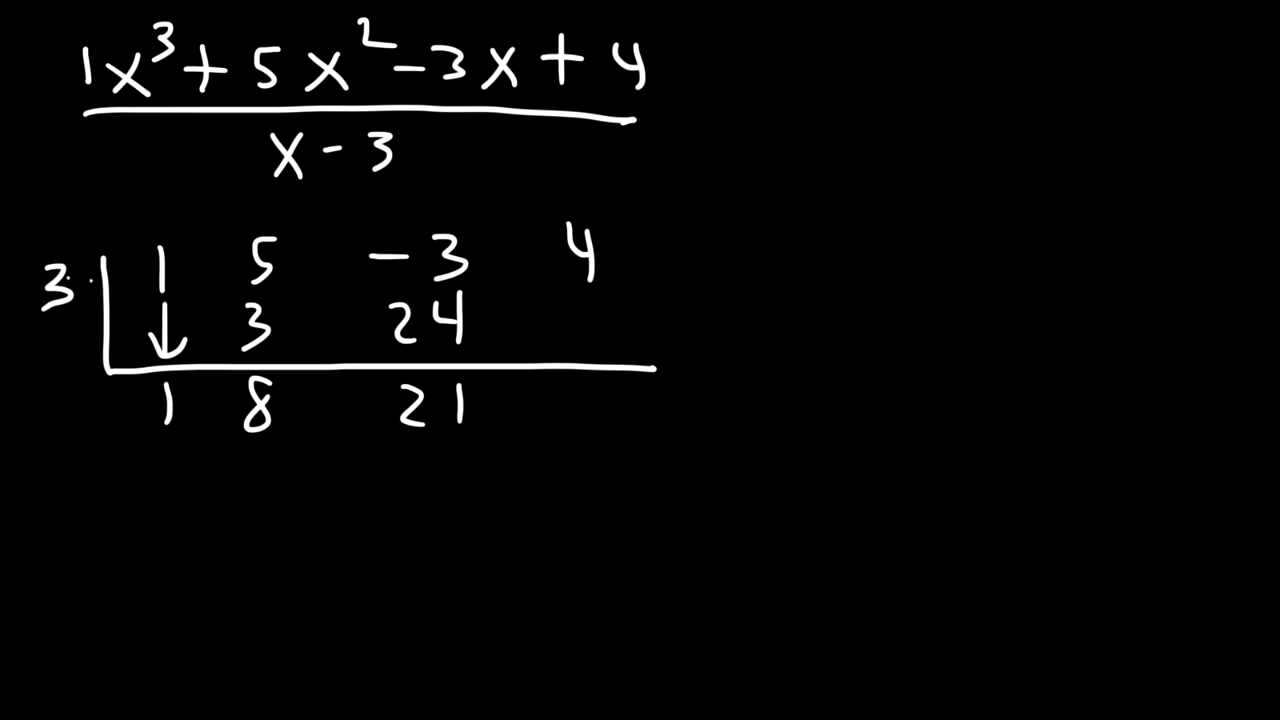 1x³ + 5x² - 3x + 4
x - 3
3 1 5 - 3 4
↓ 3 24
1 8 21